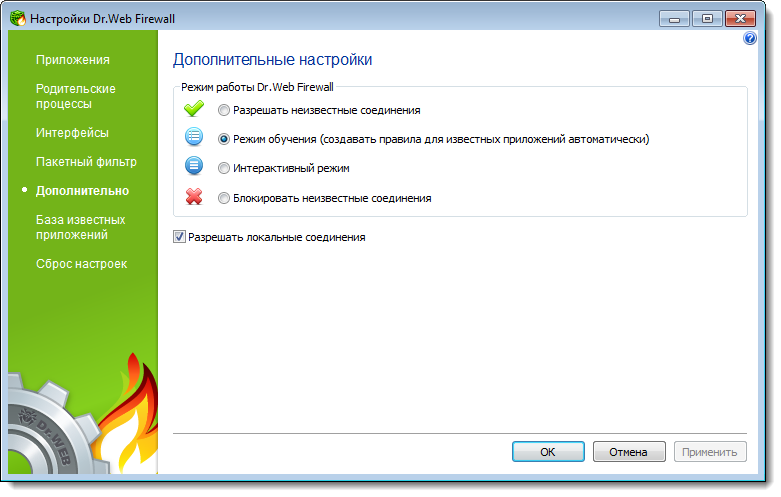 Настройки Dr.Web Firewall
Приложения
Родительские
процессы
Интерфейсы
Пакетный фильтр
Дополнительно
База известных
приложений
Сброс настроек
Dr.WEB
Дополнительные настройки
Режим работы Dr.Web Firewall
Разрешать неизвестные соединения
Режим обучения (создавать правила для известных приложений автоматически)
Интерактивный режим
Блокировать неизвестные соединения
Разрешать локальные соединения
OK
Отмена
Применить